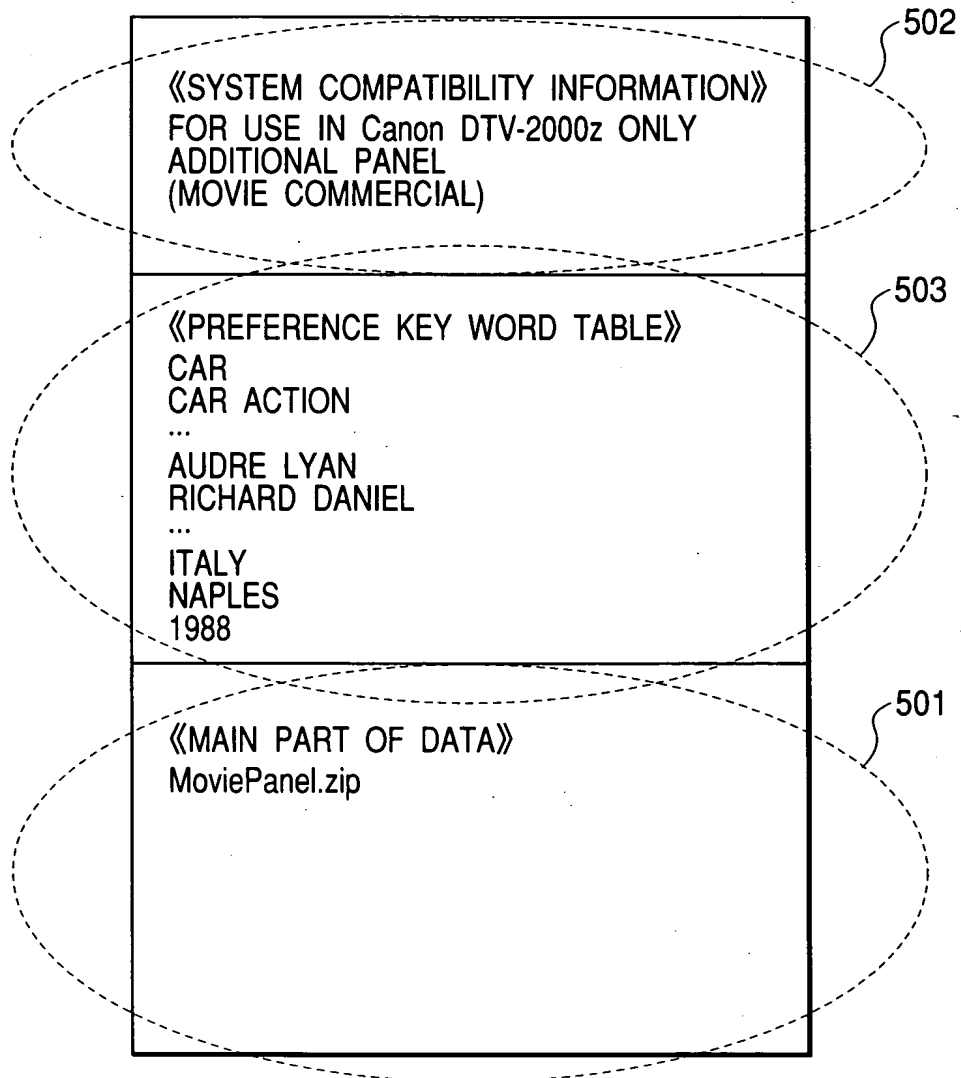 502
《SYSTEM COMPATIBILITY INFORMATION》
FOR USE IN Canon DTV-2000z ONLY
ADDITIONAL PANEL
(MOVIE COMMERCIAL)
503
《PREFERENCE KEY WORD TABLE》
CAR
CAR ACTION
...
AUDRE LYAN
RICHARD DANIEL
...
ITALY
NAPLES
1988
501
《MAIN PART OF DATA》
MoviePanel.zip